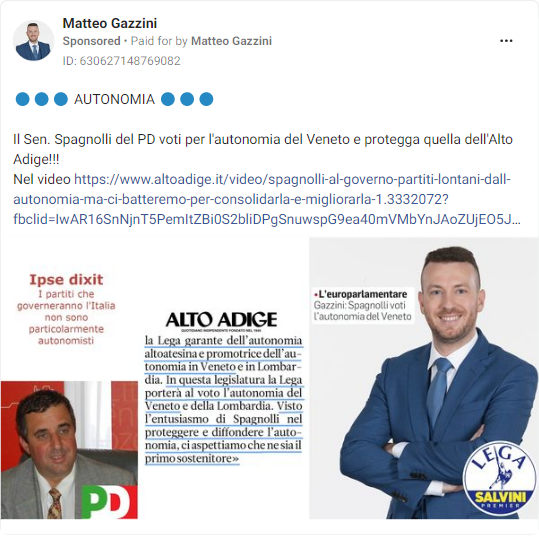 Matteo Gazzini
Sponsored • Paid for by Matteo Gazzini
ID: 630627148769082
AUTONOMIA
Il Sen. Spagnolli del PD voti per l'autonomia del Veneto e protegga quella dell'Alto
Adige!!!
Nel video https://www.altoadige.it/video/spagnolli-al-governo-partiti-lontani-dall-
autonomia-ma-ci-batteremo-per-consolidarla-e-migliorarla-1.3332072?
fbclid=IwAR16SnNjnT5PemItZBi0S2bliDPgSnuwspG9ea40mVMbYnJAoZUjEO5J...
Ipse dixit
I partiti che
governeranno l'Italia
non sono
particolarmente
autonomisti
PD
ALTO ADIGE
QUOTIDIANO INDIPENDENTE FONDATO NEL 1945
la Lega garante dell'autonomia
altoatesina e promotrice dell'au-
tonomia in Veneto e in Lombar-
dia. In questa legislatura la Lega
porterà al voto l'autonomia del
Veneto e della Lombardia. Visto
l'entusiasmo di Spagnolli nel
proteggere e diffondere l'auto-
nomia, ci aspettiamo che ne sia il
primo sostenitore»
•L'europarlamentare
Gazzini: Spagnolli voti
l'autonomia del Veneto
LEGA
SALVINI
PREMIER